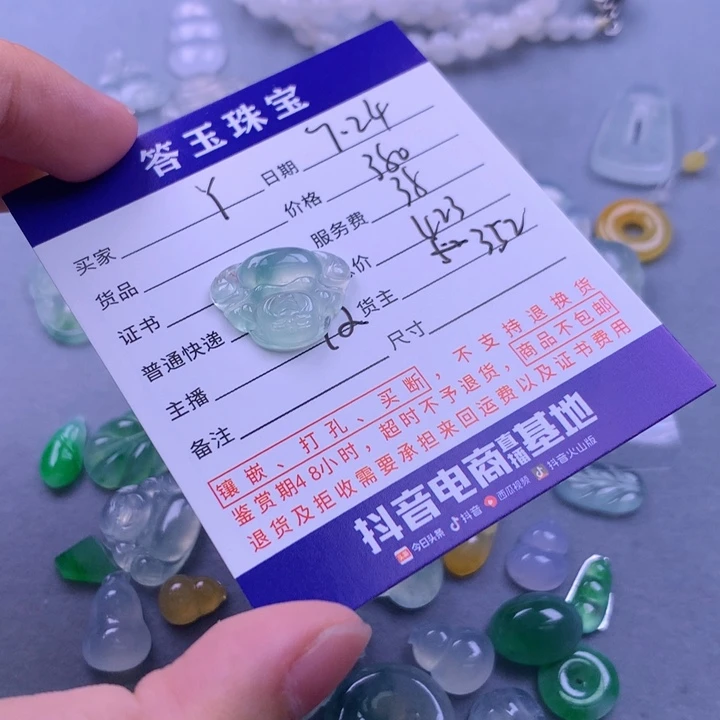 答玉珠宝
买家 Y 日期 7.24
货品 价格 380
证书 服务费 38
普通快递 价 423
主播 12 货主 352
备注 尺寸
镶嵌、打孔、买断，不支持退换货
鉴赏期48小时，超时不予退货，商品不包邮
退货及拒收需要承担来回运费以及证书费用
抖音电商直播基地
今日头条 抖音 西瓜视频 抖音火山版